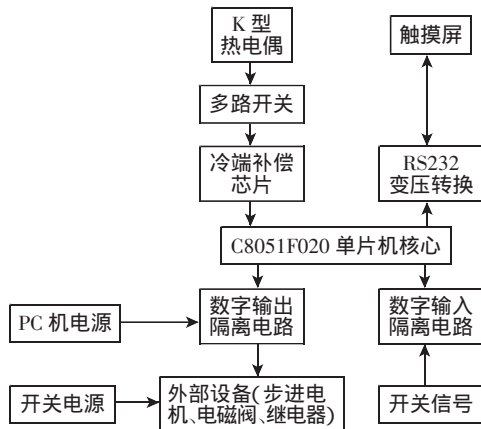 K 型
热电偶
触摸屏
多路开关
冷端补偿
芯片
RS232
变压转换
C8051F020 单片机核心
PC 机电源
数字输出
隔离电路
数字输入
隔离电路
开关电源
外部设备(步进电
机、电磁阀、继电器)
开关信号